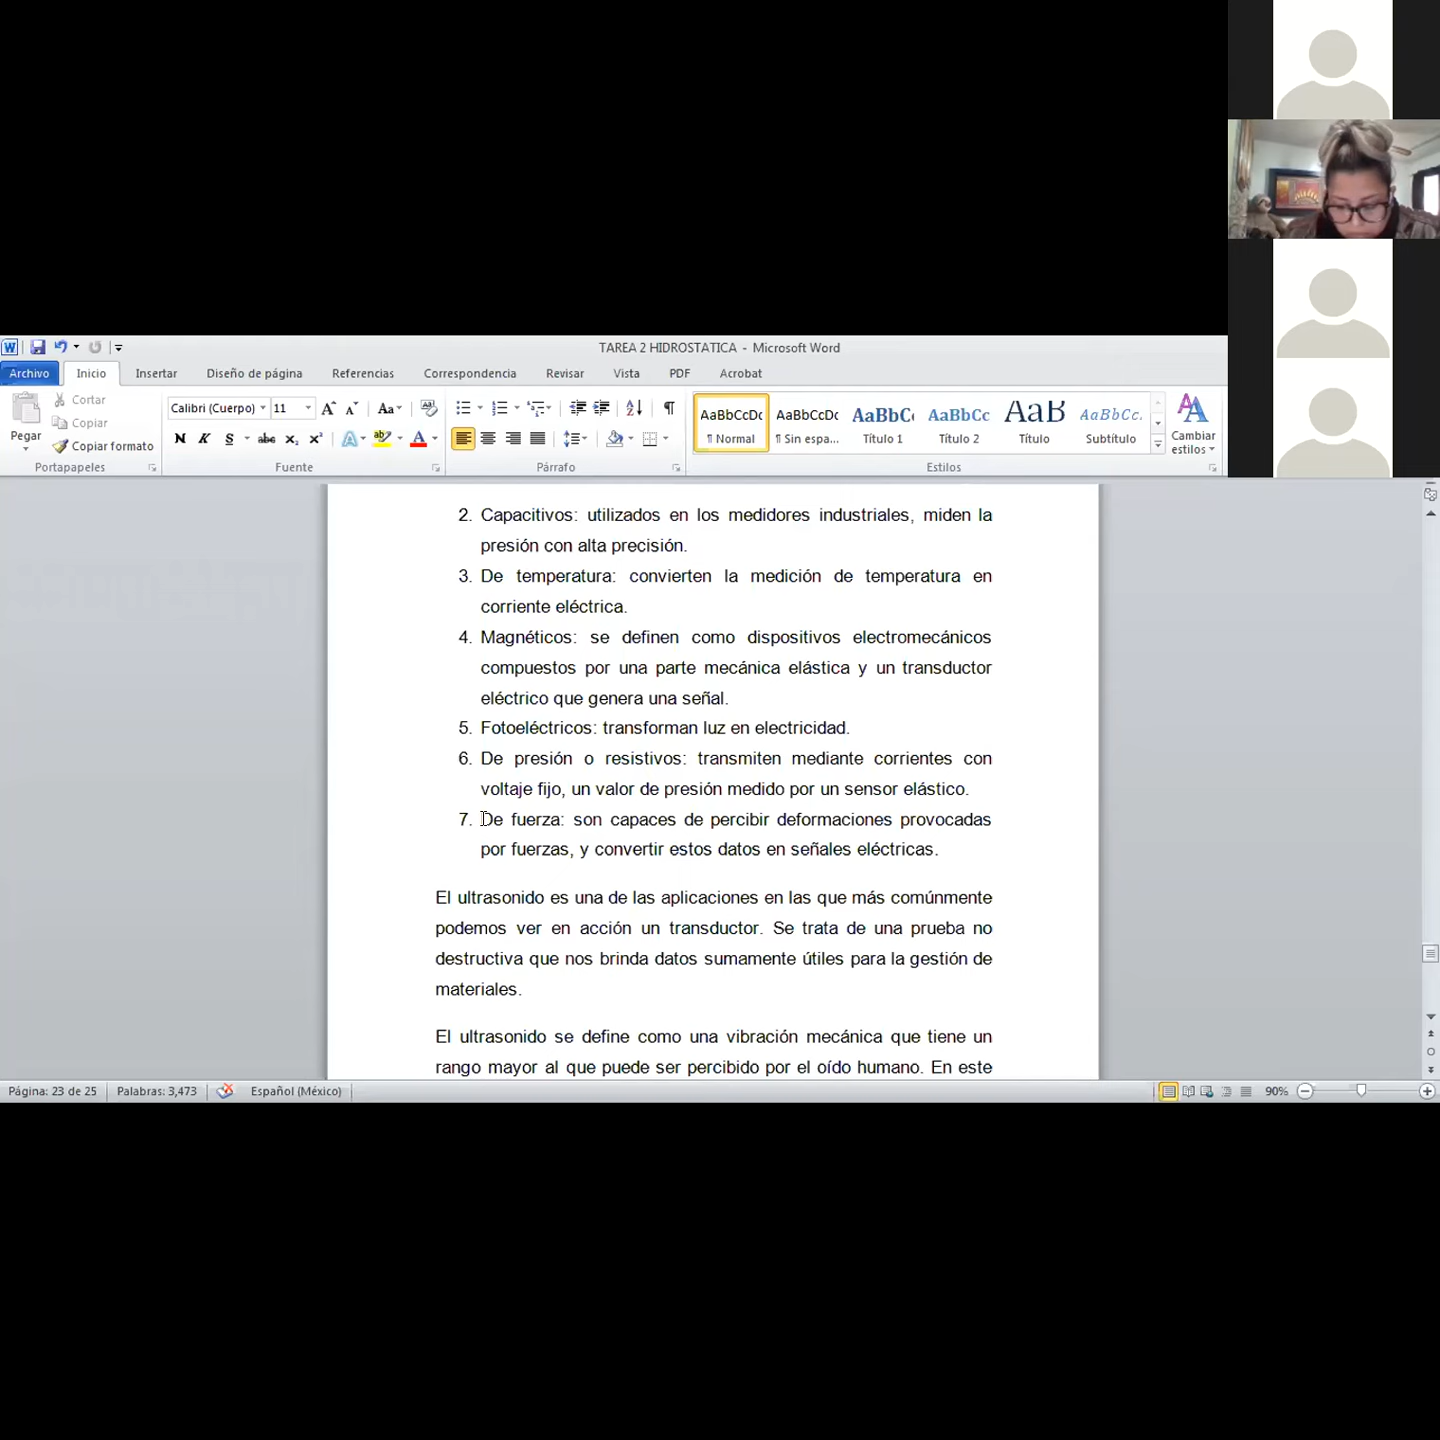 TAREA 2 HIDROSTATICA - Microsoft Word
Archivo Inicio Insertar Diseño de página Referencias Correspondencia Revisar Vista PDF Acrobat
Cortar
Copiar
Copiar formato
Pegar
Portapapeles
Calibri (Cuerpo) 11
Fuente
Párrafo
AaBbCcDc AaBbCcDc AaBbC AaBbCc AaB AaBbCc.
¶ Normal ¶ Sin espa... Título 1 Título 2 Título Subtítulo
Cambiar
estilos
Estilos
2. Capacitivos: utilizados en los medidores industriales, miden la
presión con alta precisión.
3. De temperatura: convierten la medición de temperatura en
corriente eléctrica.
4. Magnéticos: se definen como dispositivos electromecánicos
compuestos por una parte mecánica elástica y un transductor
eléctrico que genera una señal.
5. Fotoeléctricos: transforman luz en electricidad.
6. De presión o resistivos: transmiten mediante corrientes con
voltaje fijo, un valor de presión medido por un sensor elástico.
7. De fuerza: son capaces de percibir deformaciones provocadas
por fuerzas, y convertir estos datos en señales eléctricas.
El ultrasonido es una de las aplicaciones en las que más comúnmente
podemos ver en acción un transductor. Se trata de una prueba no
destructiva que nos brinda datos sumamente útiles para la gestión de
materiales.
El ultrasonido se define como una vibración mecánica que tiene un
rango mayor al que puede ser percibido por el oído humano. En este
Página: 23 de 25 Palabras: 3,473 Español (México) 90%